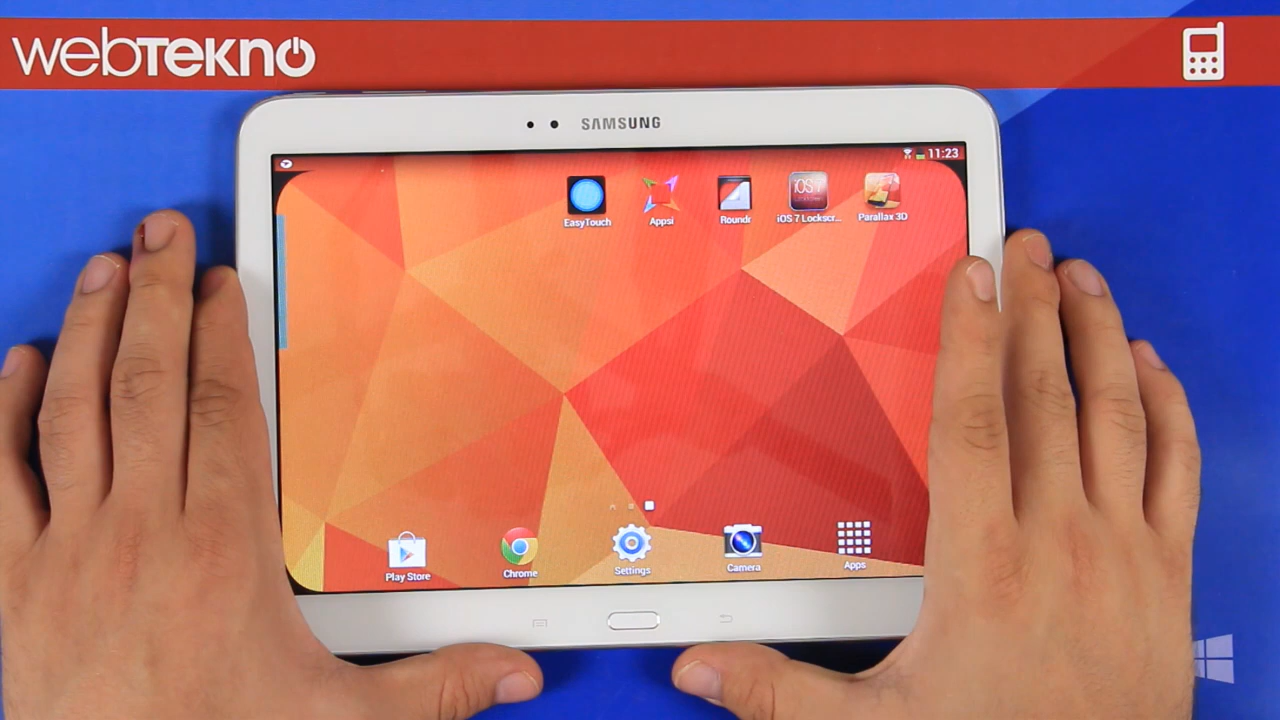 webTEKNO
SAMSUNG
11:23
EasyTouch
Appsi
Roundr
iOS 7
iOS 7 Lockscr...
Parallax 3D
Play Store
Chrome
Settings
Camera
Apps